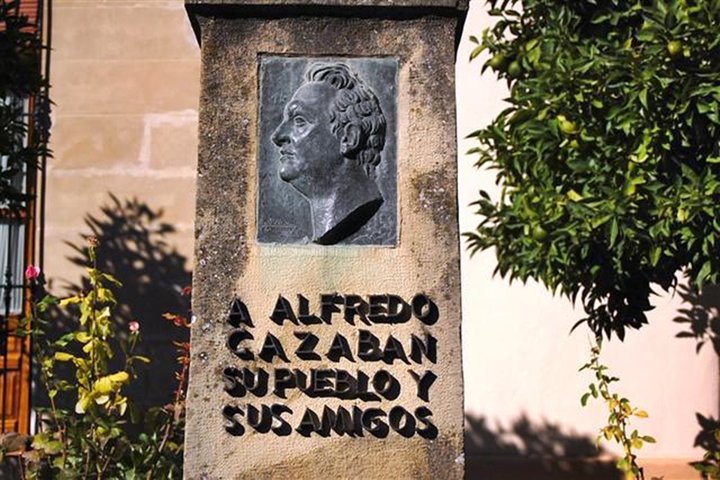 A ALFREDO
CAZABAN
SU PUEBLO Y
SUS AMIGOS